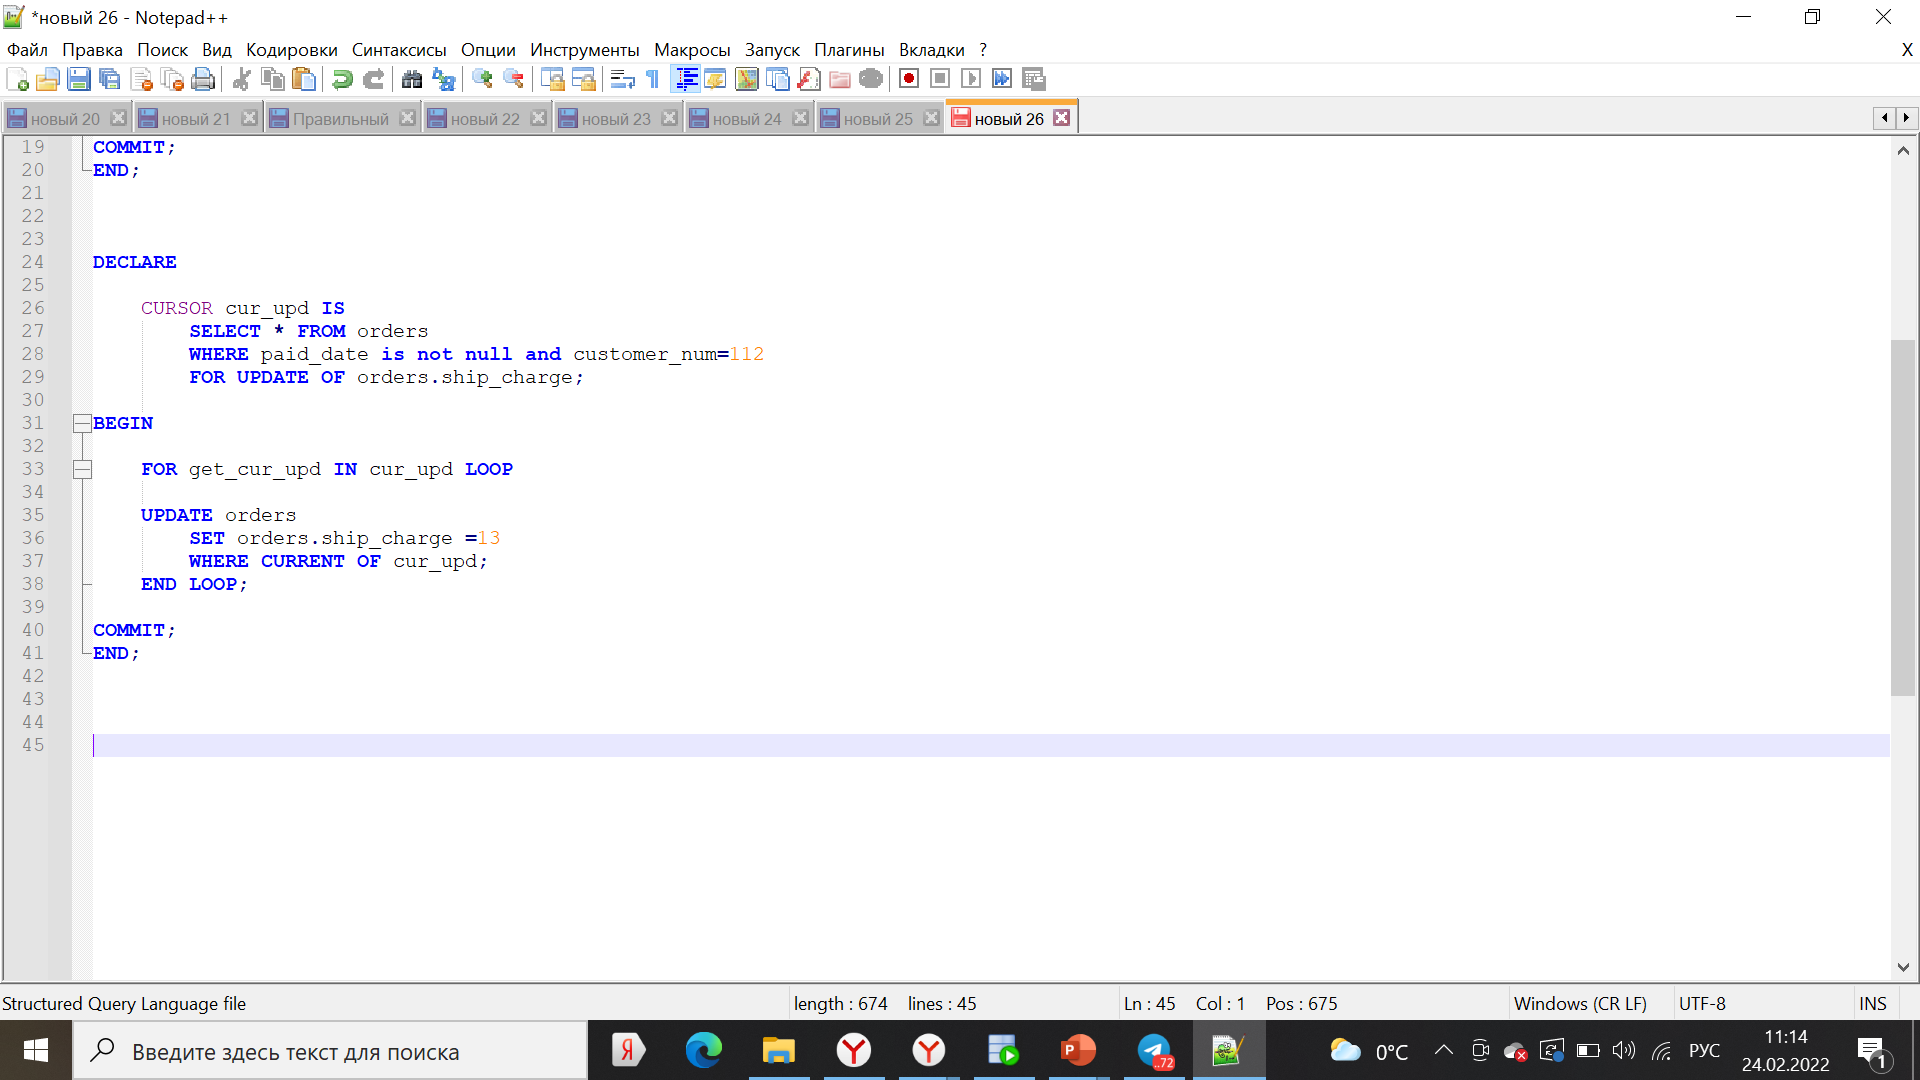 *новый 26 - Notepad++
Файл Правка Поиск Вид Кодировки Синтаксисы Опции Инструменты Макросы Запуск Плагины Вкладки ? X
новый 20 новый 21 Правильный новый 22 новый 23 новый 24 новый 25 новый 26
19 COMMIT;
20 END;
21
22
23
24 DECLARE
25
26 CURSOR cur_upd IS
27 SELECT * FROM orders
28 WHERE paid_date is not null and customer_num=112
29 FOR UPDATE OF orders.ship_charge;
30
31 BEGIN
32
33 FOR get_cur_upd IN cur_upd LOOP
34
35 UPDATE orders
36 SET orders.ship_charge =13
37 WHERE CURRENT OF cur_upd;
38 END LOOP;
39
40 COMMIT;
41 END;
42
43
44
45
Structured Query Language file length : 674 lines : 45 Ln : 45 Col : 1 Pos : 675 Windows (CR LF) UTF-8 INS
Введите здесь текст для поиска Я P ..72 0°C РУС 11:14
24.02.2022 1